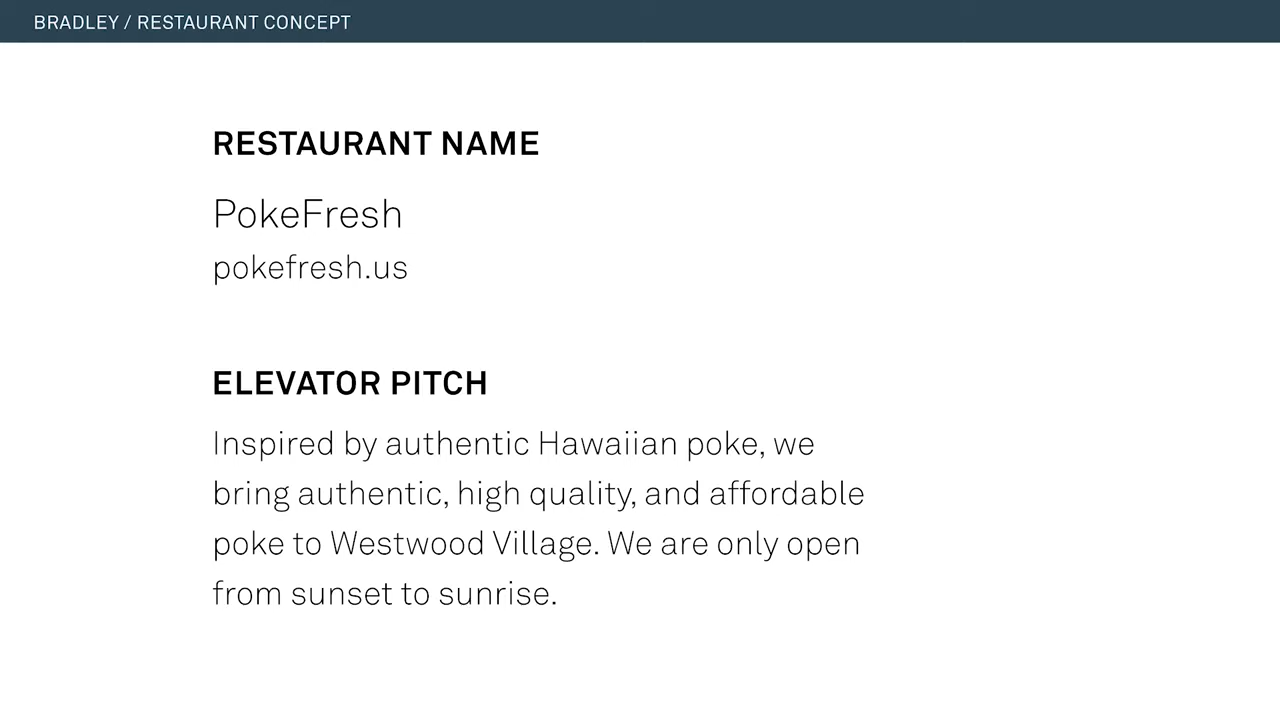 BRADLEY / RESTAURANT CONCEPT
RESTAURANT NAME
PokeFresh
pokefresh.us
ELEVATOR PITCH
Inspired by authentic Hawaiian poke, we
bring authentic, high quality, and affordable
poke to Westwood Village. We are only open
from sunset to sunrise.